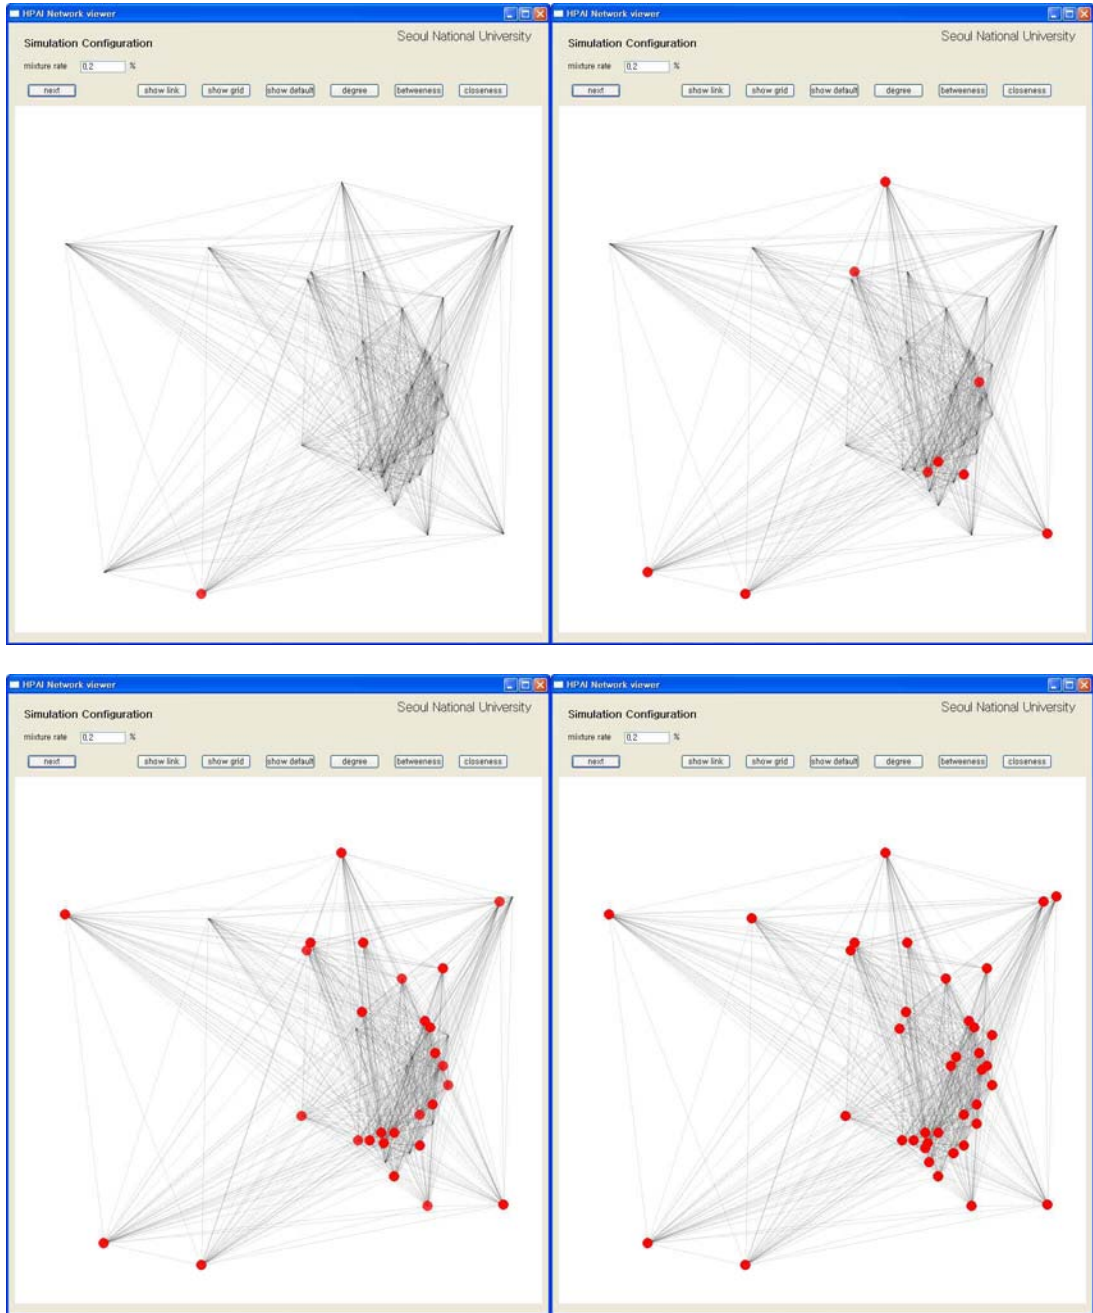 HPAI Network viewer
Seoul National University
Simulation Configuration
mixture rate 0,2 %
next show link show grid show default degree betweeness closeness
HPAI Network viewer
Seoul National University
Simulation Configuration
mixture rate 0,2 %
next show link show grid show default degree betweeness closeness
HPAI Network viewer
Seoul National University
Simulation Configuration
mixture rate 0,2 %
next show link show grid show default degree betweeness closeness
HPAI Network viewer
Seoul National University
Simulation Configuration
mixture rate 0,2 %
next show link show grid show default degree betweeness closeness